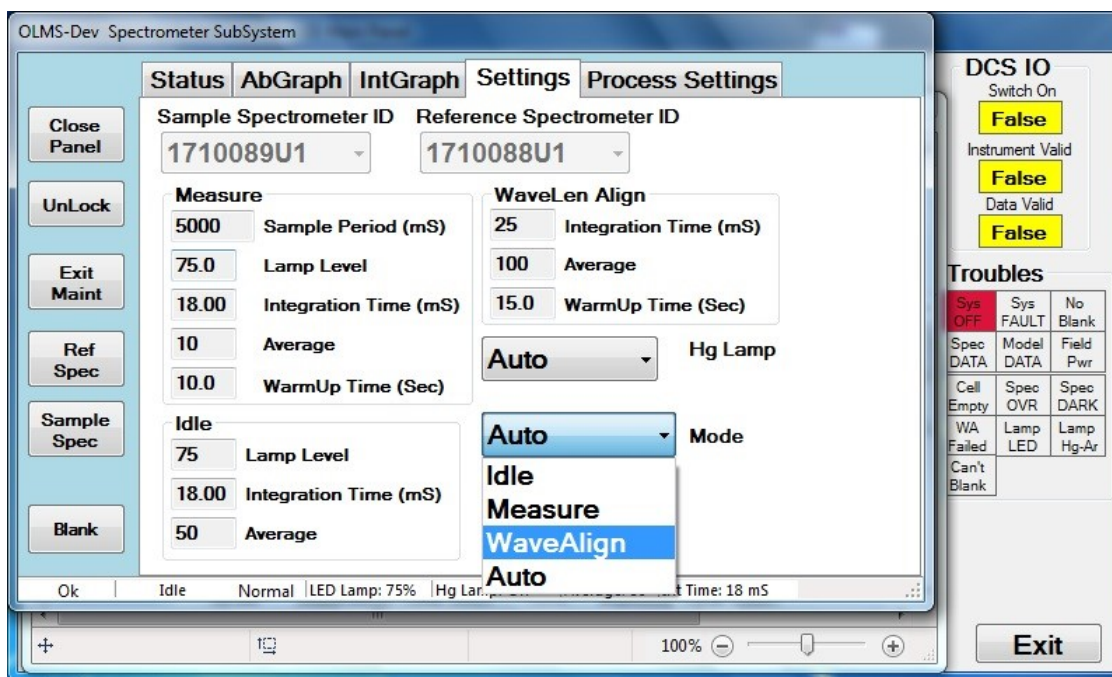 OLMS-Dev Spectrometer SubSystem
Status AbGraph IntGraph Settings Process Settings
Close
Panel
UnLock
Exit
Maint
Ref
Spec
Sample
Spec
Blank
Sample Spectrometer ID Reference Spectrometer ID
1710089U1 1710088U1
Measure
5000 Sample Period (mS)
75.0 Lamp Level
18.00 Integration Time (mS)
10 Average
10.0 WarmUp Time (Sec)
Idle
75 Lamp Level
18.00 Integration Time (mS)
50 Average
WaveLen Align
25 Integration Time (mS)
100 Average
15.0 WarmUp Time (Sec)
Auto Hg Lamp
Auto Mode
Idle
Measure
WaveAlign
Auto
Ok Idle Normal LED Lamp: 75% Hg Time: 18 mS
100%
DCS IO
Switch On
False
Instrument Valid
False
Data Valid
False
Troubles
Sys OFF
Sys FAULT
No Blank
Spec DATA
Model DATA
Field Pwr
Cell Empty
Spec OVR
Spec DARK
WA Failed
Lamp LED
Lamp Hg-Ar
Can't Blank
Exit